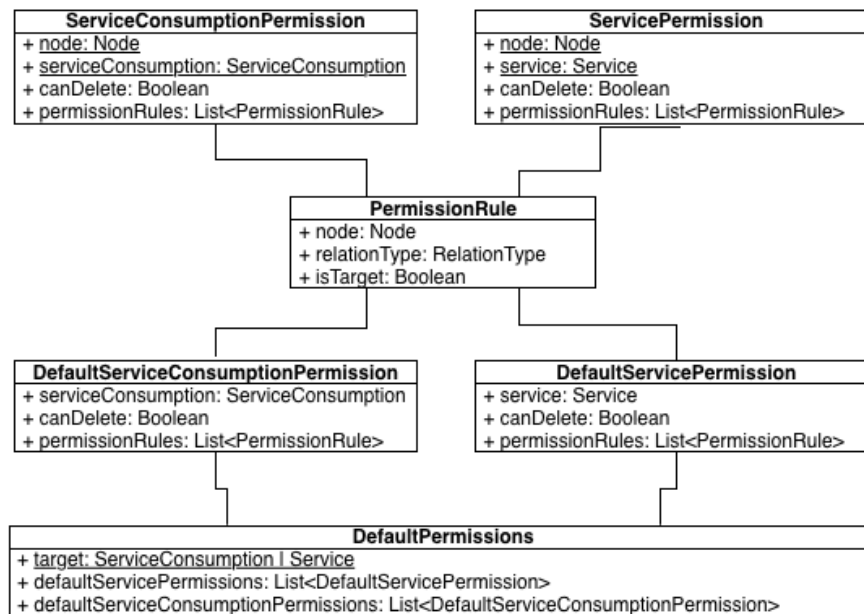 ServiceConsumptionPermission
+ node: Node
+ serviceConsumption: ServiceConsumption
+ canDelete: Boolean
+ permissionRules: List<PermissionRule>
ServicePermission
+ node: Node
+ service: Service
+ canDelete: Boolean
+ permissionRules: List<PermissionRule>
PermissionRule
+ node: Node
+ relationType: RelationType
+ isTarget: Boolean
DefaultServiceConsumptionPermission
+ serviceConsumption: ServiceConsumption
+ canDelete: Boolean
+ permissionRules: List<PermissionRule>
DefaultServicePermission
+ service: Service
+ canDelete: Boolean
+ permissionRules: List<PermissionRule>
DefaultPermissions
+ target: ServiceConsumption | Service
+ defaultServicePermissions: List<DefaultServicePermission>
+ defaultServiceConsumptionPermissions: List<DefaultServiceConsumptionPermission>